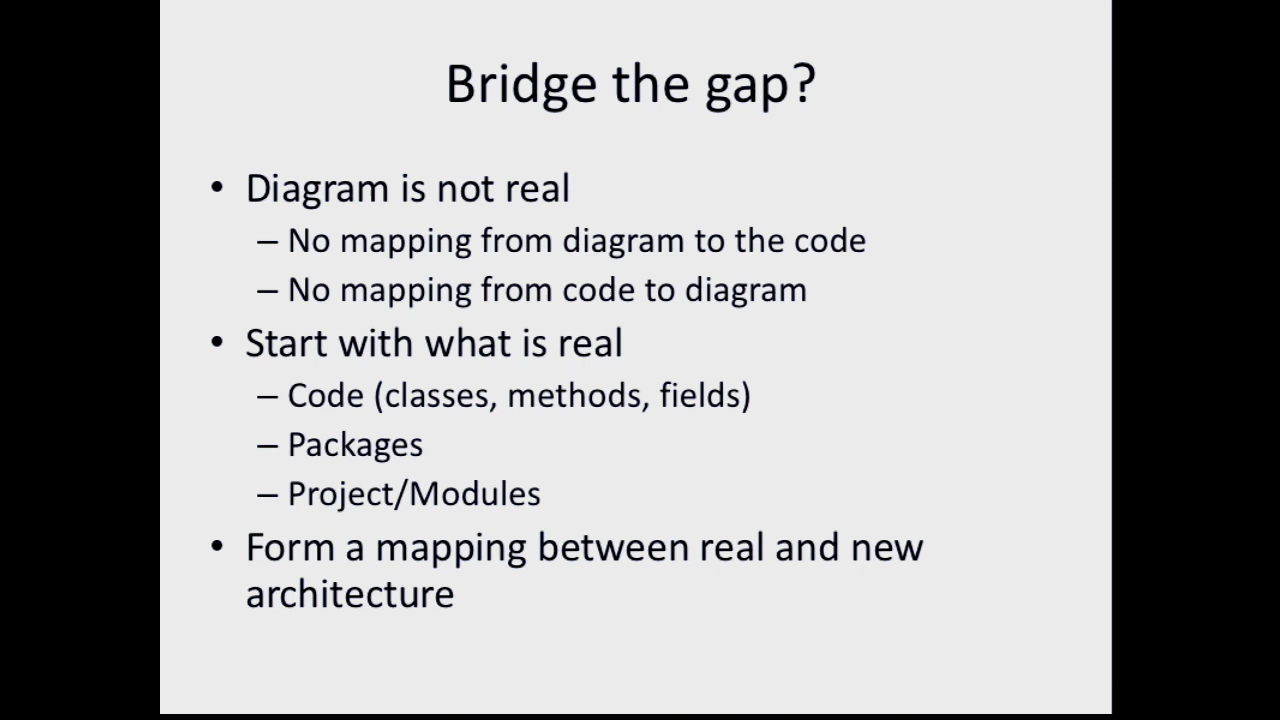 Bridge the gap?
• Diagram is not real
– No mapping from diagram to the code
– No mapping from code to diagram
• Start with what is real
– Code (classes, methods, fields)
– Packages
– Project/Modules
• Form a mapping between real and new
architecture